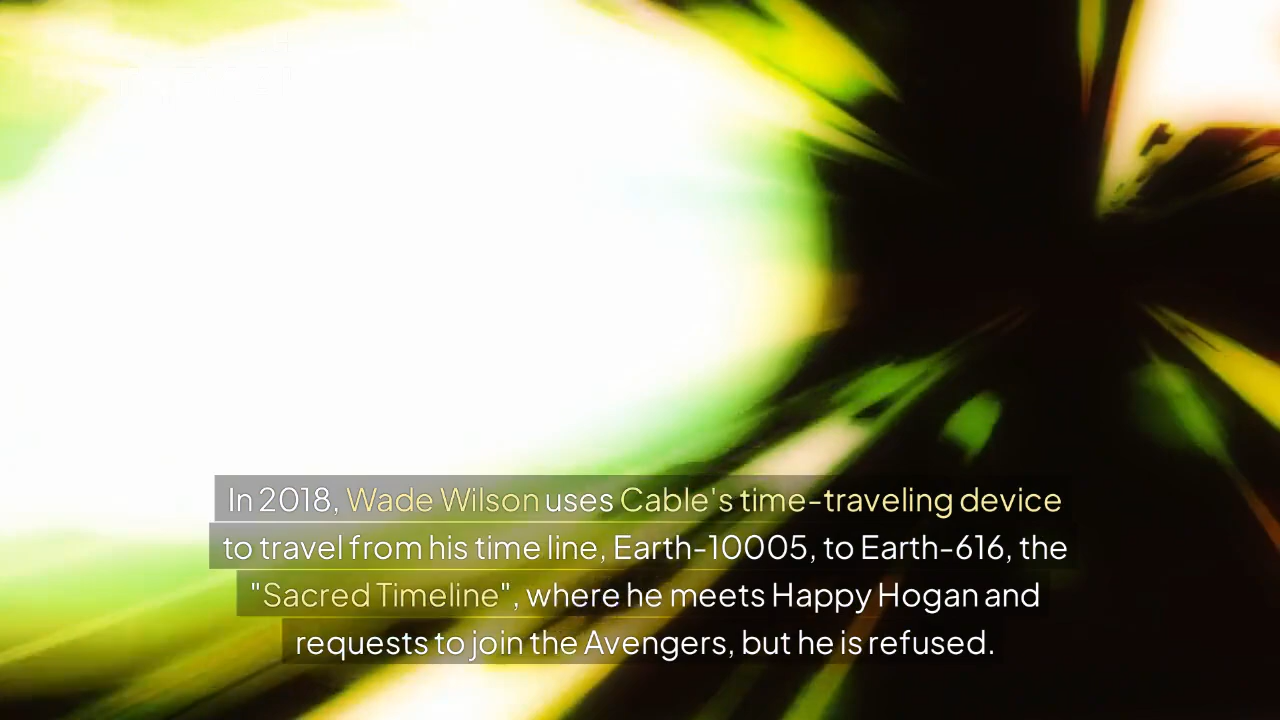 In 2018, Wade Wilson uses Cable's time-traveling device
to travel from his time line, Earth-10005, to Earth-616, the
"Sacred Timeline", where he meets Happy Hogan and
requests to join the Avengers, but he is refused.